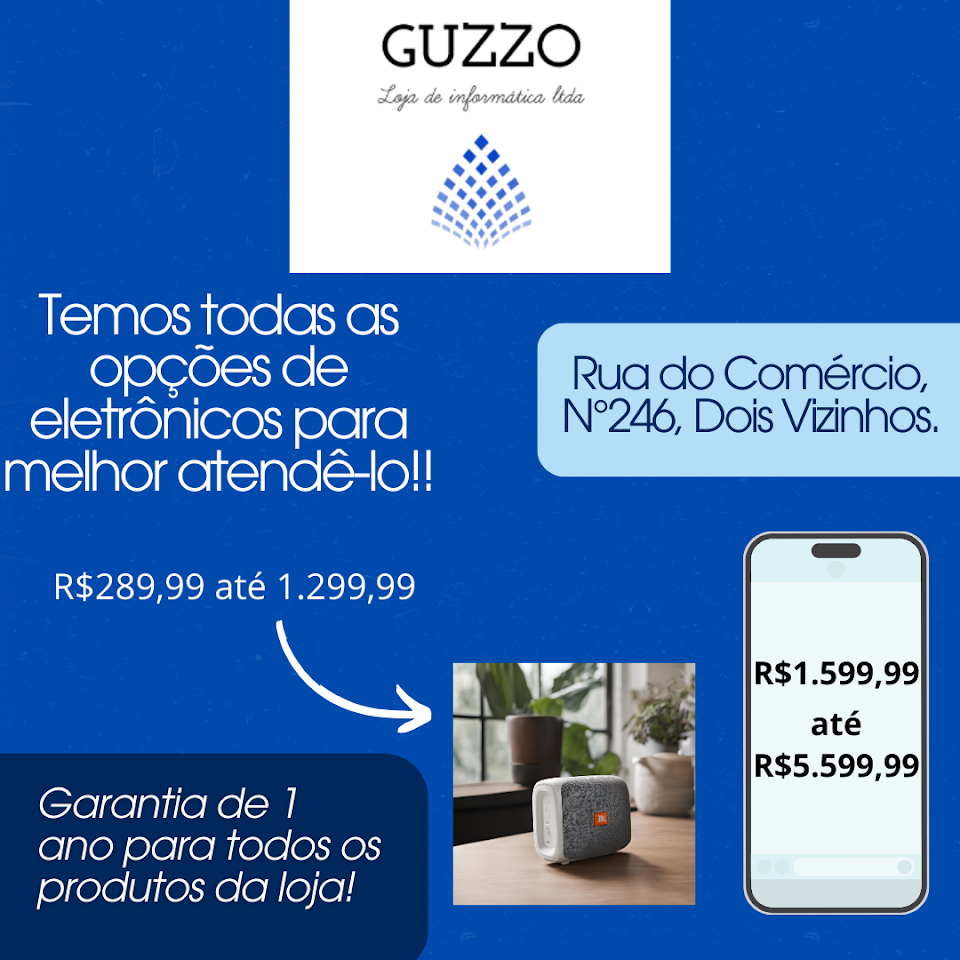 GUZZO
Loja de informática ltda
Temos todas as
opções de
eletrônicos para
melhor atendê-lo!!
Rua do Comércio,
N°246, Dois Vizinhos.
R$289,99 até 1.299,99
R$1.599,99
até
R$5.599,99
JBL
Garantia de 1
ano para todos os
produtos da loja!